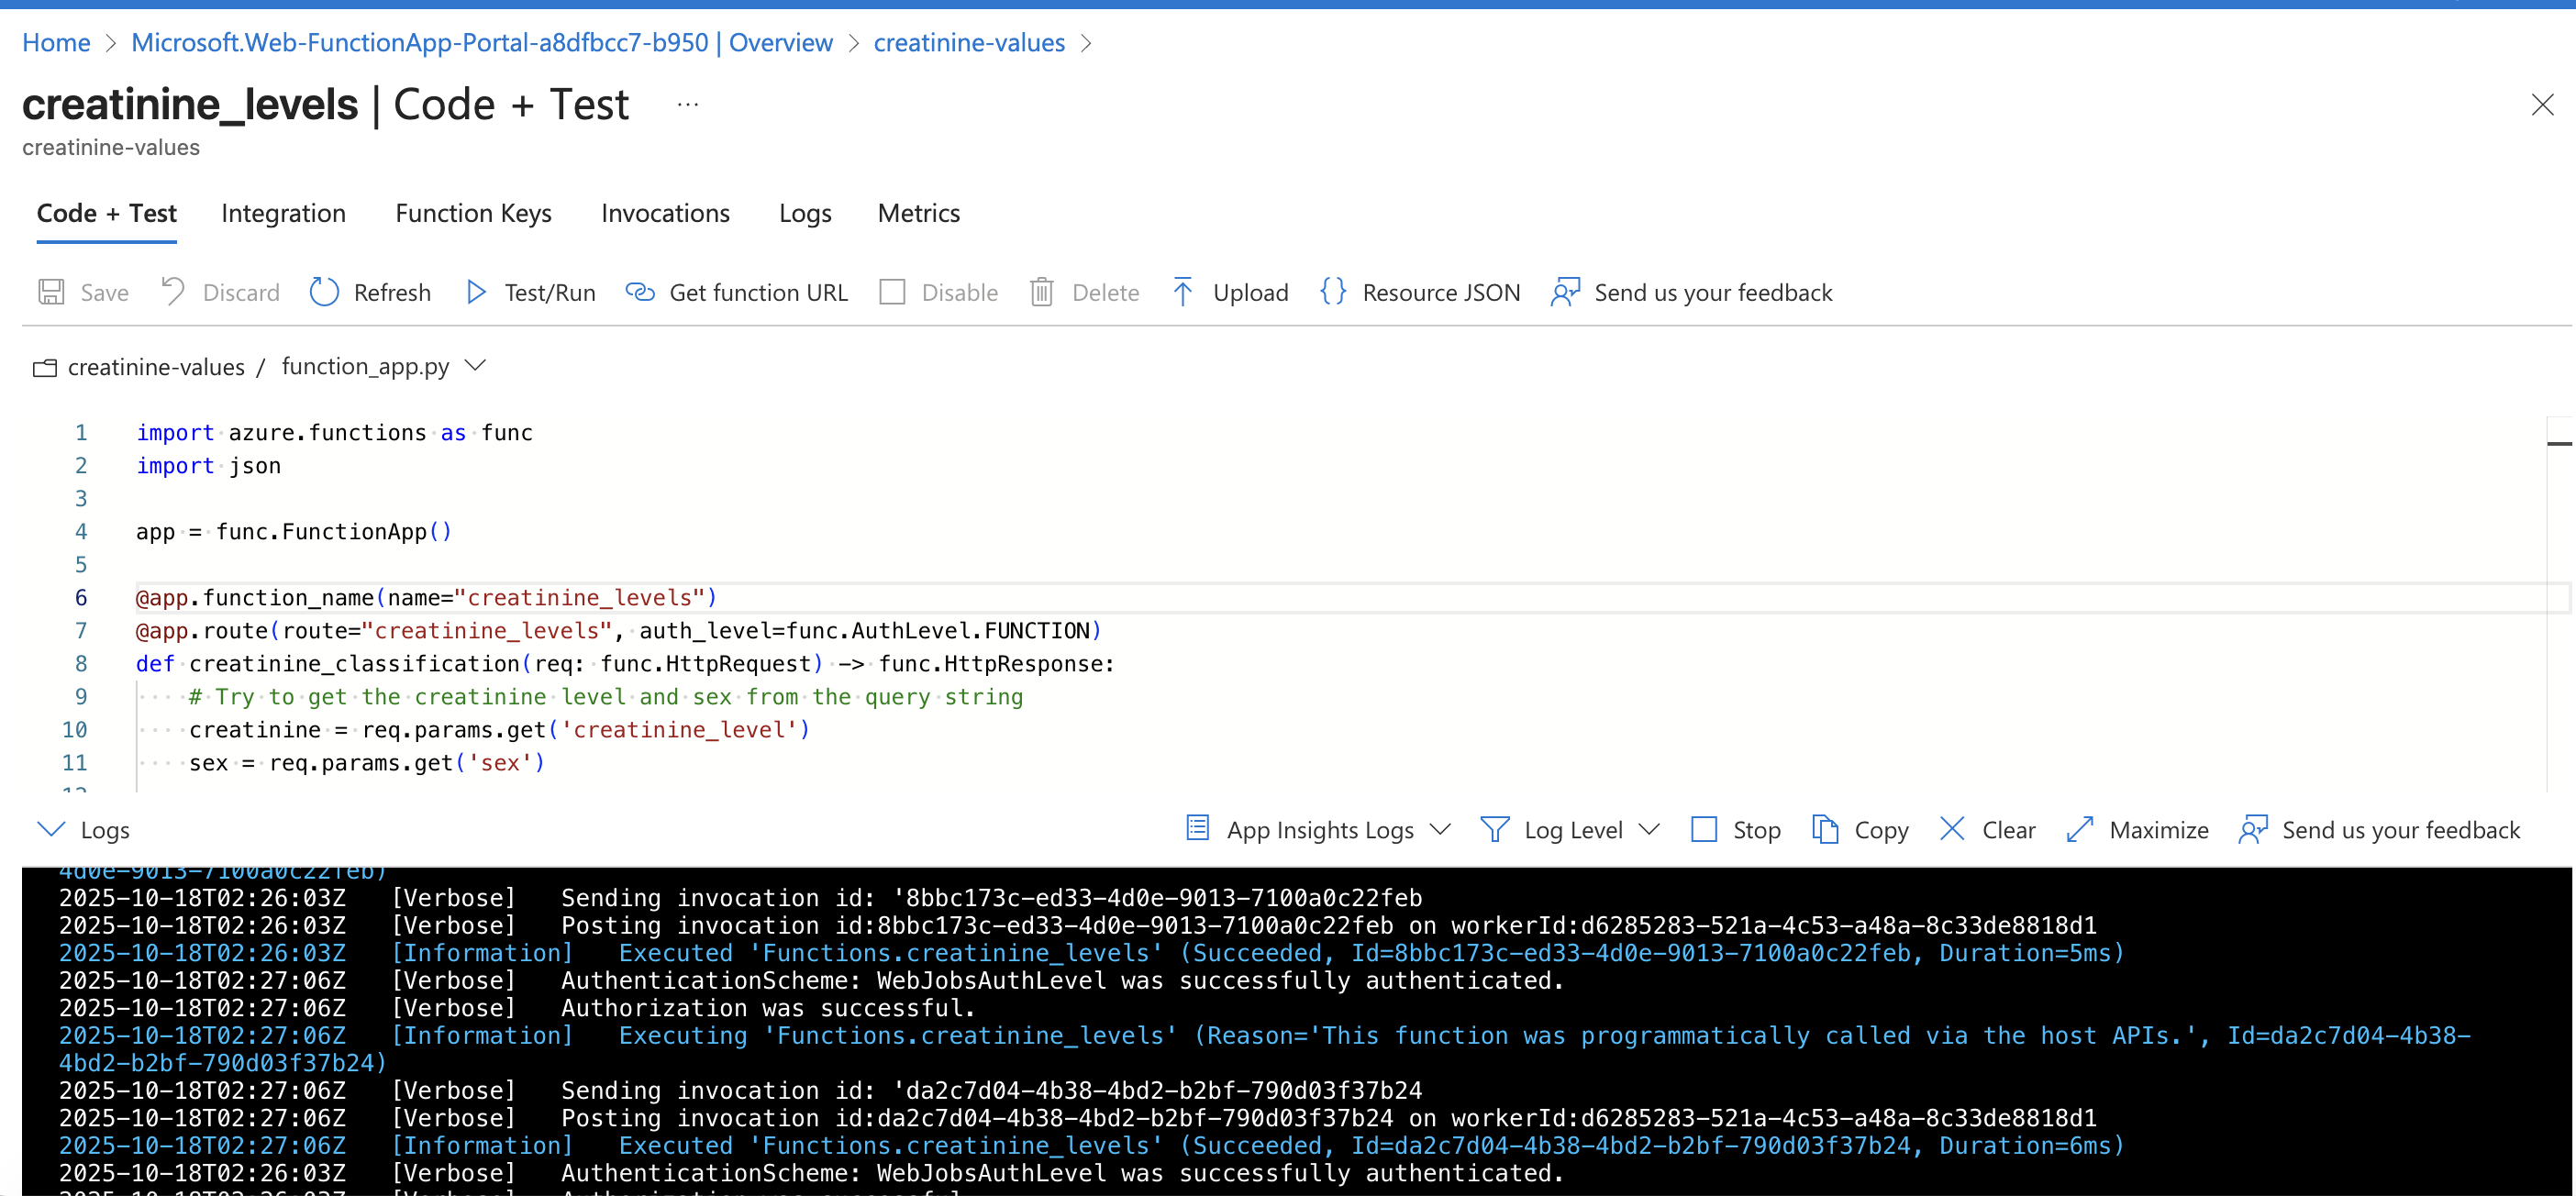 Home > Microsoft.Web-FunctionApp-Portal-a8dfbcc7-b950 | Overview > creatinine-values >
creatinine_levels | Code + Test ...
creatinine-values
Code + Test Integration Function Keys Invocations Logs Metrics
Save Discard Refresh Test/Run Get function URL Disable Delete Upload Resource JSON Send us your feedback
creatinine-values / function_app.py
1 import azure.functions as func
2 import json
3
4 app = func.FunctionApp()
5
6 @app.function_name(name="creatinine_levels")
7 @app.route(route="creatinine_levels", auth_level=func.AuthLevel.FUNCTION)
8 def creatinine_classification(req: func.HttpRequest) -> func.HttpResponse:
9     # Try to get the creatinine level and sex from the query string
10     creatinine = req.params.get('creatinine_level')
11     sex = req.params.get('sex')
12
Logs App Insights Logs Log Level Stop Copy Clear Maximize Send us your feedback
4d0e-9013-7100a0c22feb)
2025-10-18T02:26:03Z [Verbose] Sending invocation id: '8bbc173c-ed33-4d0e-9013-7100a0c22feb
2025-10-18T02:26:03Z [Verbose] Posting invocation id:8bbc173c-ed33-4d0e-9013-7100a0c22feb on workerId:d6285283-521a-4c53-a48a-8c33de8818d1
2025-10-18T02:26:03Z [Information] Executed 'Functions.creatinine_levels' (Succeeded, Id=8bbc173c-ed33-4d0e-9013-7100a0c22feb, Duration=5ms)
2025-10-18T02:27:06Z [Verbose] AuthenticationScheme: WebJobsAuthLevel was successfully authenticated.
2025-10-18T02:27:06Z [Verbose] Authorization was successful.
2025-10-18T02:27:06Z [Information] Executing 'Functions.creatinine_levels' (Reason='This function was programmatically called via the host APIs.', Id=da2c7d04-4b38-
4bd2-b2bf-790d03f37b24)
2025-10-18T02:27:06Z [Verbose] Sending invocation id: 'da2c7d04-4b38-4bd2-b2bf-790d03f37b24
2025-10-18T02:27:06Z [Verbose] Posting invocation id:da2c7d04-4b38-4bd2-b2bf-790d03f37b24 on workerId:d6285283-521a-4c53-a48a-8c33de8818d1
2025-10-18T02:27:06Z [Information] Executed 'Functions.creatinine_levels' (Succeeded, Id=da2c7d04-4b38-4bd2-b2bf-790d03f37b24, Duration=6ms)
2025-10-18T02:26:03Z [Verbose] AuthenticationScheme: WebJobsAuthLevel was successfully authenticated.